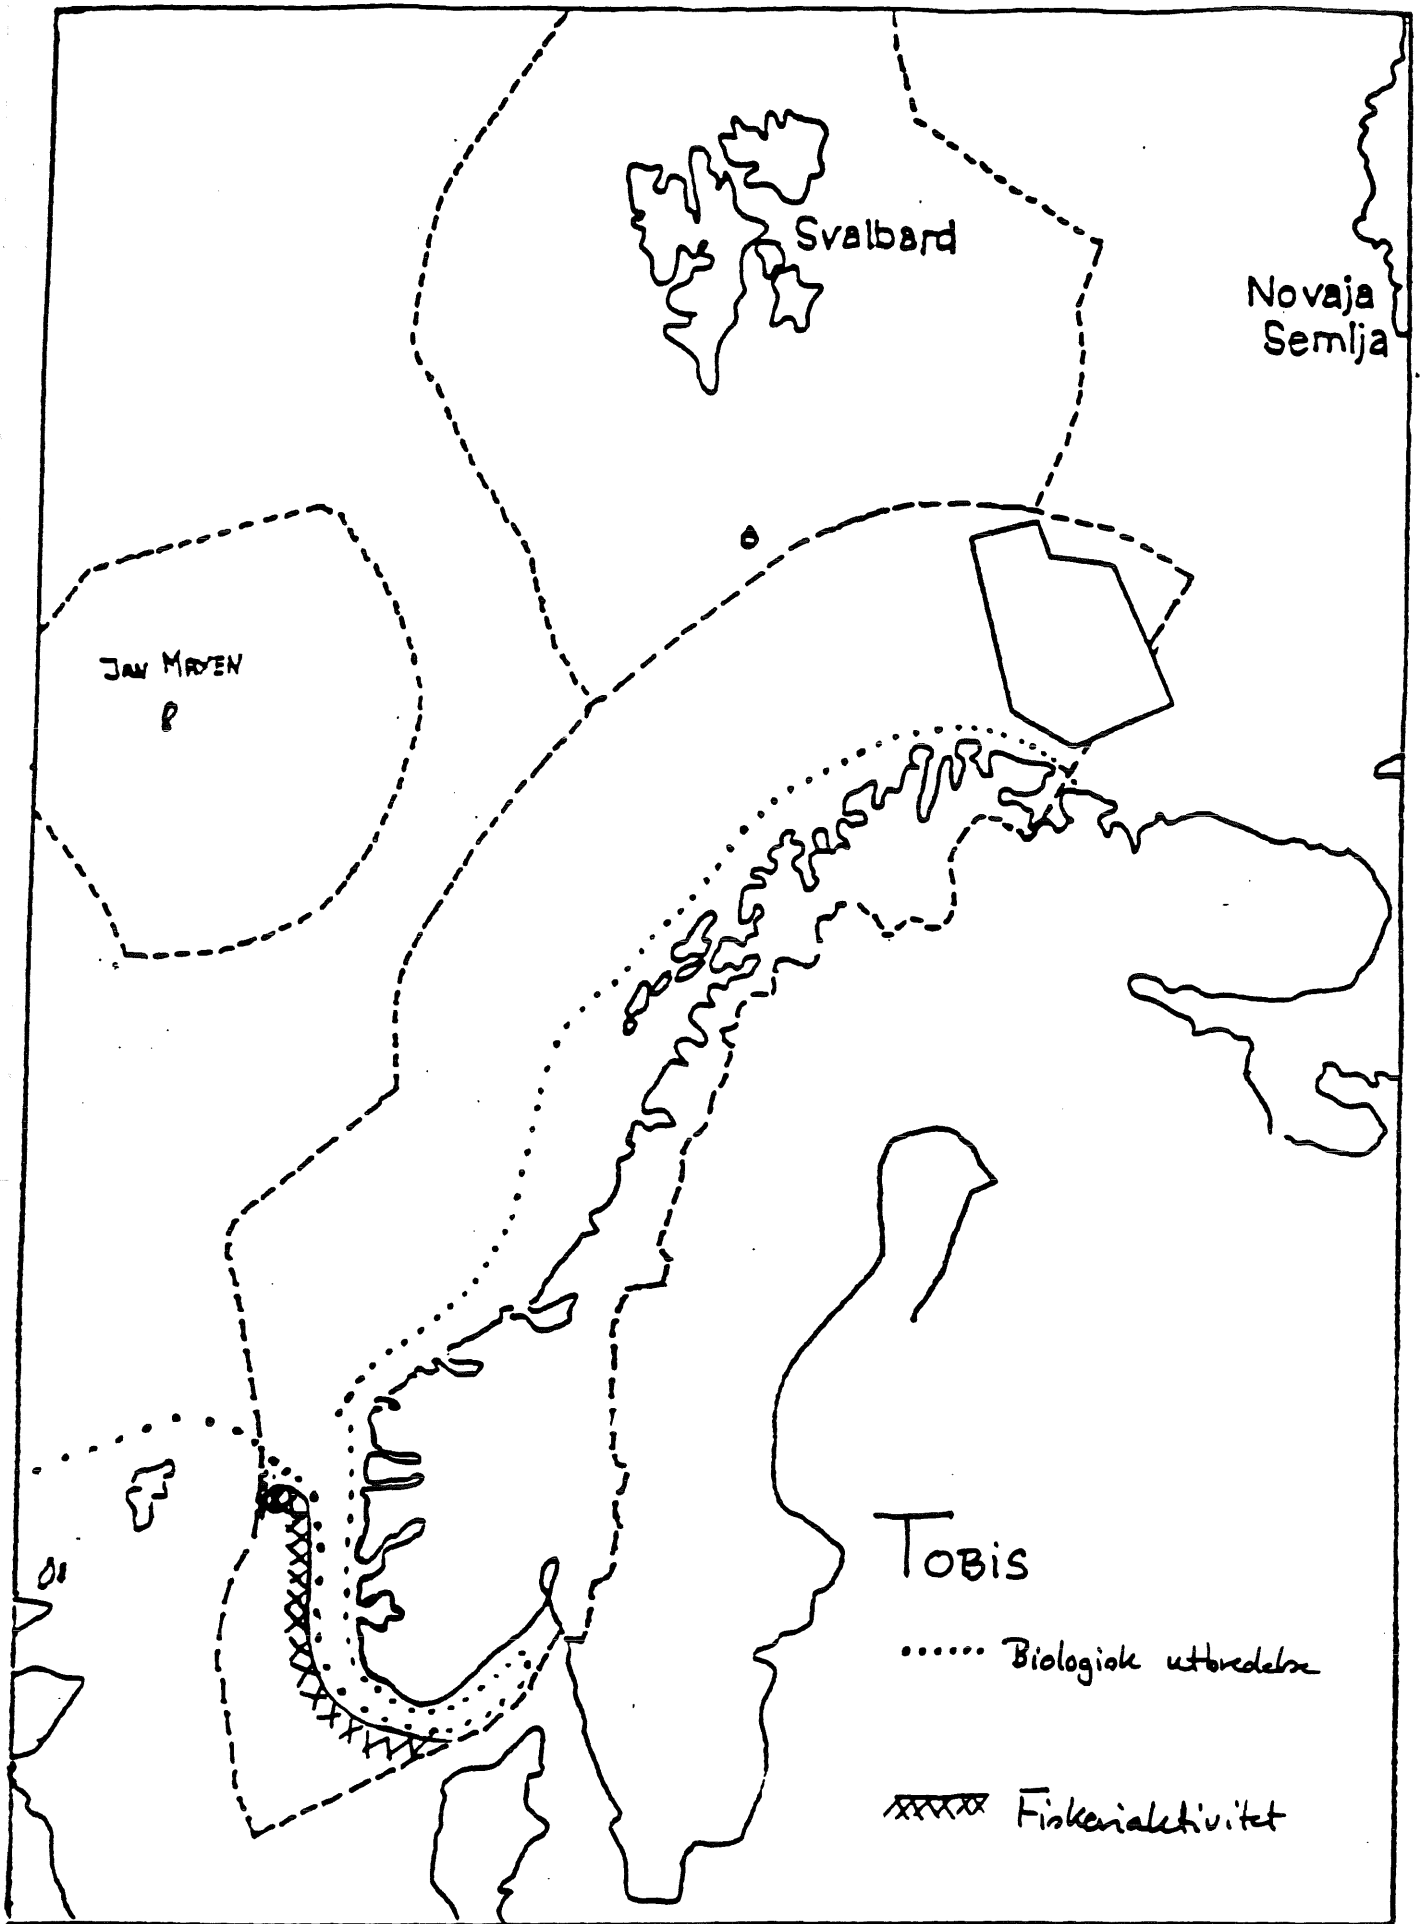 Svalbard
Novaja
Semlja
JAN MAYEN
TOBIS
Biologisk utbredelse
Fiskeriaktivitet